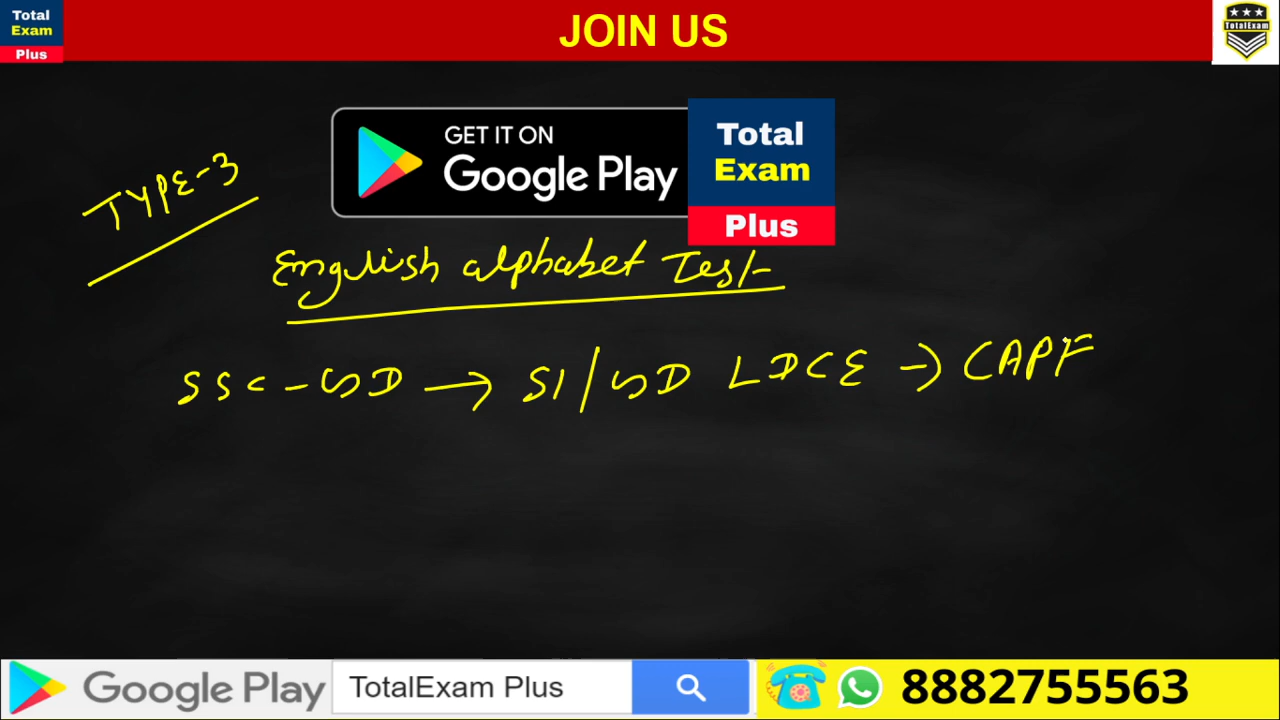 Total
Exam
Plus
JOIN US
TotalExam
GET IT ON
Google Play
Total
Exam
Plus
TYPE-3
English alphabet Test
SSC-GD → SI/GD LDCE → CAPF
Google Play
TotalExam Plus
8882755563